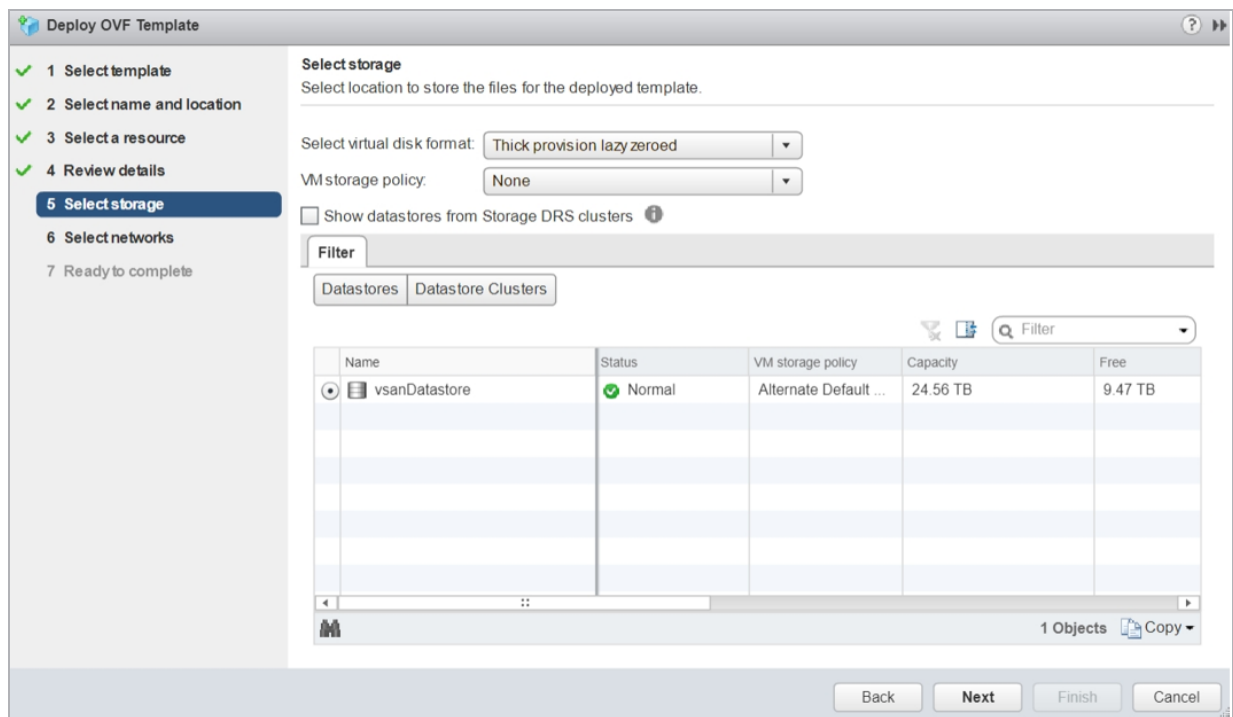 Deploy OVF Template
1 Select template
2 Select name and location
3 Select a resource
4 Review details
5 Select storage
6 Select networks
7 Ready to complete
Select storage
Select location to store the files for the deployed template.
Select virtual disk format: Thick provision lazy zeroed
VM storage policy: None
Show datastores from Storage DRS clusters
Filter
Datastores Datastore Clusters
Filter
Name Status VM storage policy Capacity Free
vsanDatastore Normal Alternate Default ... 24.56 TB 9.47 TB
1 Objects Copy
Back Next Finish Cancel